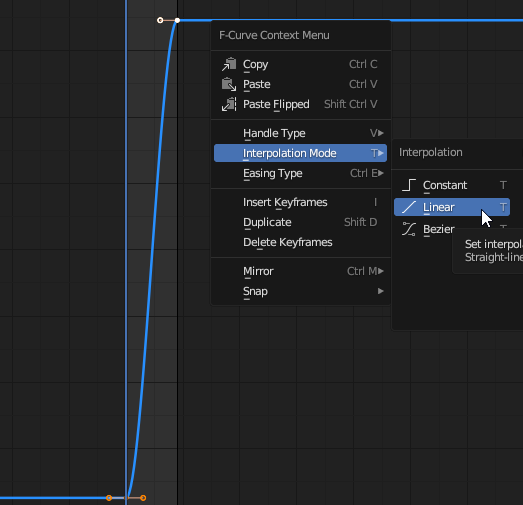 F-Curve Context Menu
Copy Ctrl C
Paste Ctrl V
Paste Flipped Shift Ctrl V
Handle Type V
Interpolation Mode T
Easing Type Ctrl E
Insert Keyframes I
Duplicate Shift D
Delete Keyframes
Mirror Ctrl M
Snap
Interpolation
Constant T
Linear T
Bezier T
Set interpol
Straight-line